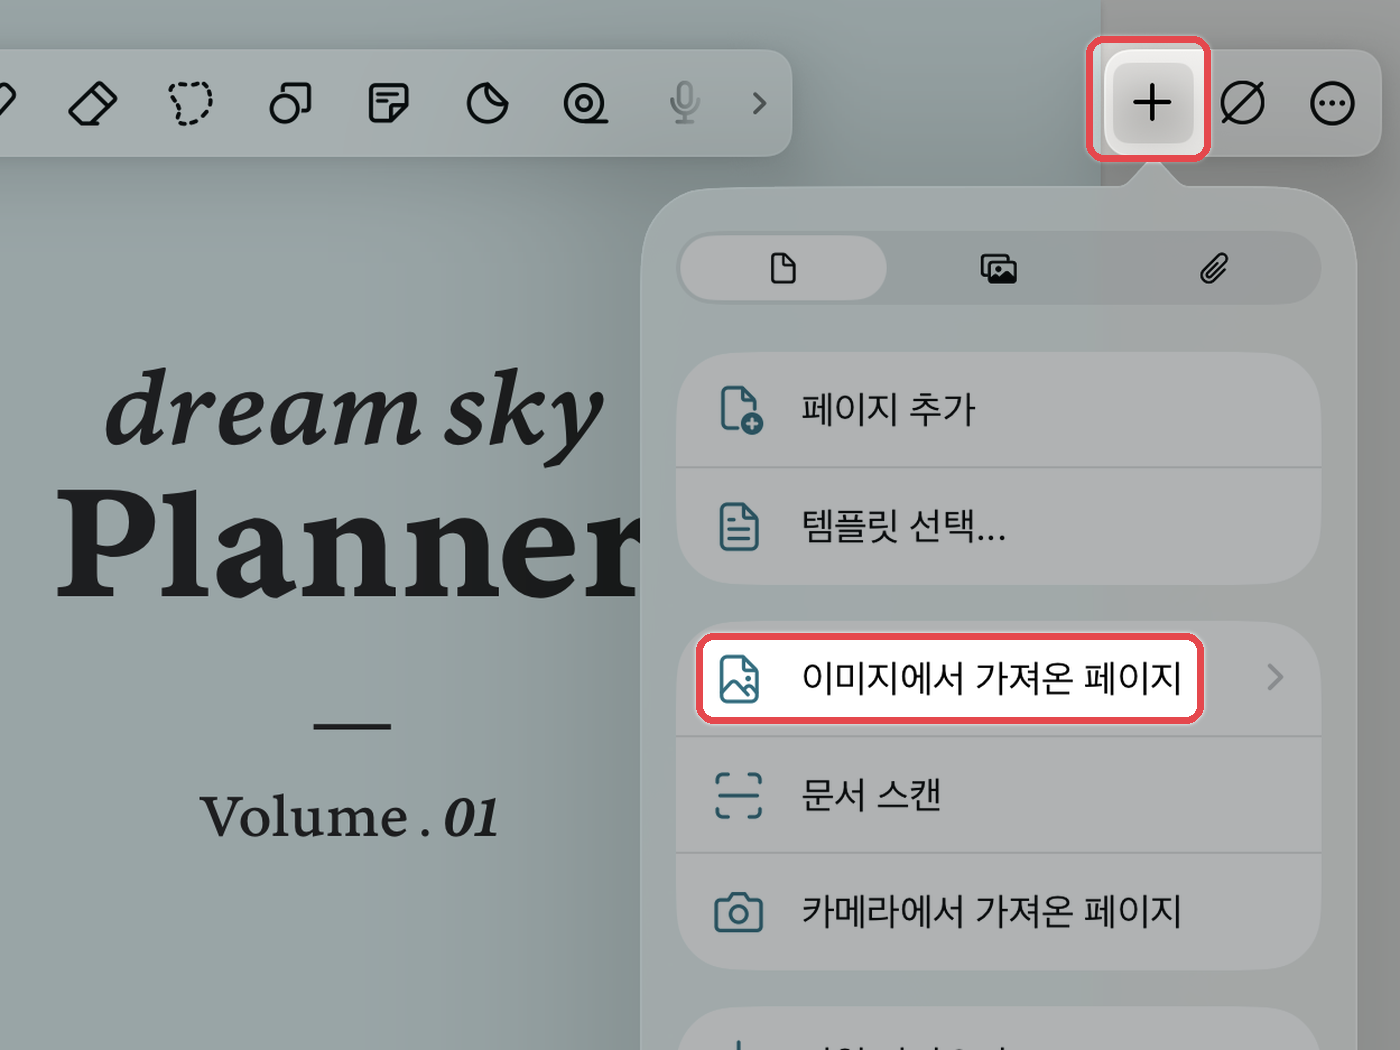 dream sky
Planner
Volume . 01
페이지 추가
템플릿 선택...
이미지에서 가져온 페이지
문서 스캔
카메라에서 가져온 페이지